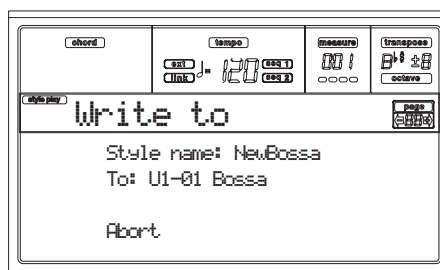 chord
tempo
measure
transpose
ext
link
♩= 120
seq 1
seq 2
001
B♭♮ ±8
octave
style play
Write to
page
Style name: NewBossa
To: U1-01 Bossa
Abort